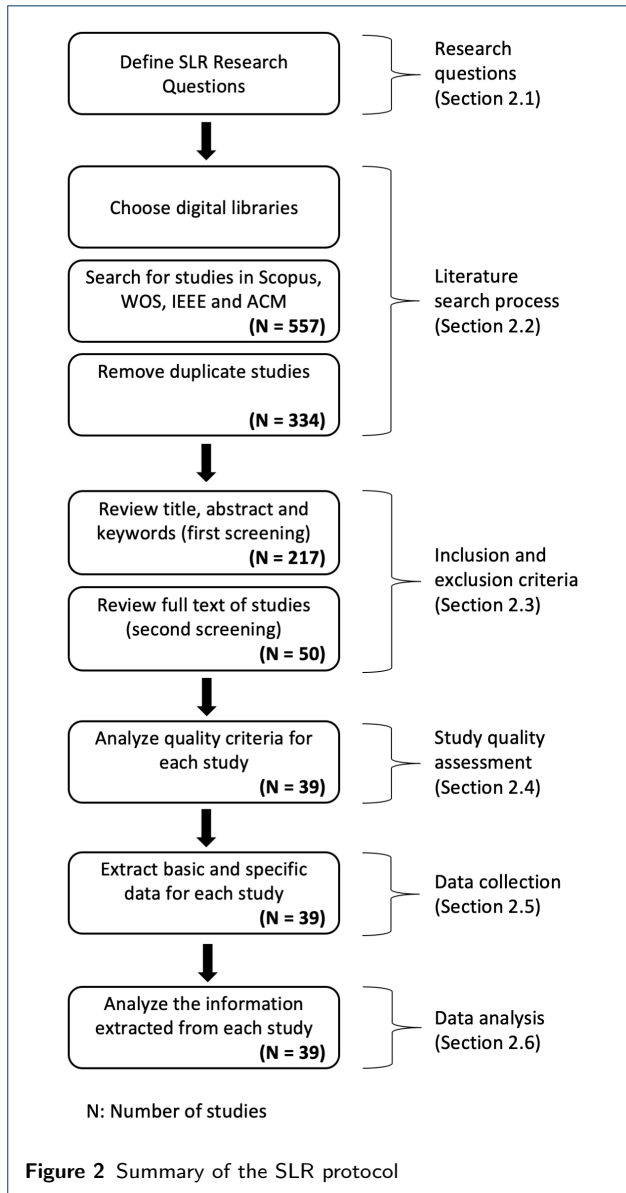 Define SLR Research
Questions
Research
questions
(Section 2.1)
Choose digital libraries
Search for studies in Scopus,
WOS, IEEE and ACM
(N = 557)
Remove duplicate studies
(N = 334)
Literature
search process
(Section 2.2)
Review title, abstract and
keywords (first screening)
(N = 217)
Review full text of studies
(second screening)
(N = 50)
Inclusion and
exclusion criteria
(Section 2.3)
Analyze quality criteria for
each study
(N = 39)
Study quality
assessment
(Section 2.4)
Extract basic and specific
data for each study
(N = 39)
Data collection
(Section 2.5)
Analyze the information
extracted from each study
(N = 39)
Data analysis
(Section 2.6)
N: Number of studies
Figure 2 Summary of the SLR protocol